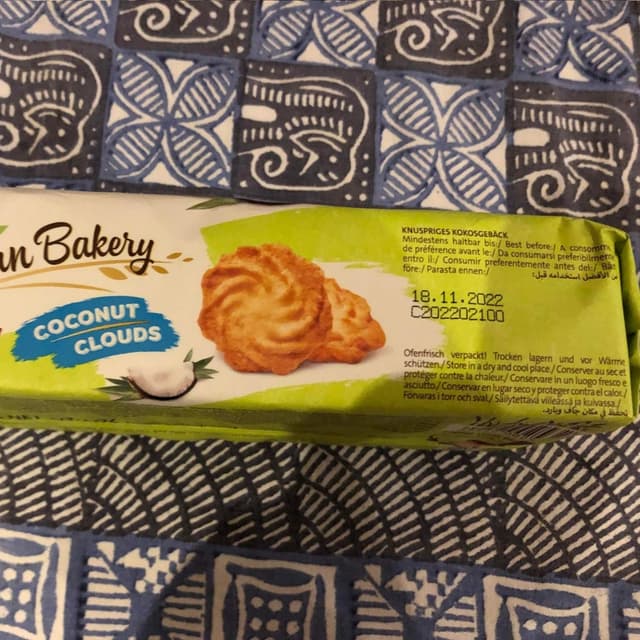 an Bakery
COCONUT
CLOUDS
KNUSPRIGES KOKOSGEBÄCK
Mindestens haltbar bis:/ Best before:/ A consommer
de préférence avant le:/ Da consumarsi preferibilmente
entro il:/ Consumir preferentemente antes del:/ Bäst
före:/ Parasta ennen:/
18.11.2022
C202202100
Ofenfrisch verpackt! Trocken lagern und vor Wärme
schützen./ Store in a dry and cool place./ Conserver au sec et
protéger contre la chaleur./ Conservare in un luogo fresco e
asciutto./ Conservar en lugar seco y proteger contra el calor./
Förvaras i torr och sval./ Säilytettävä viileässä ja kuivassa./